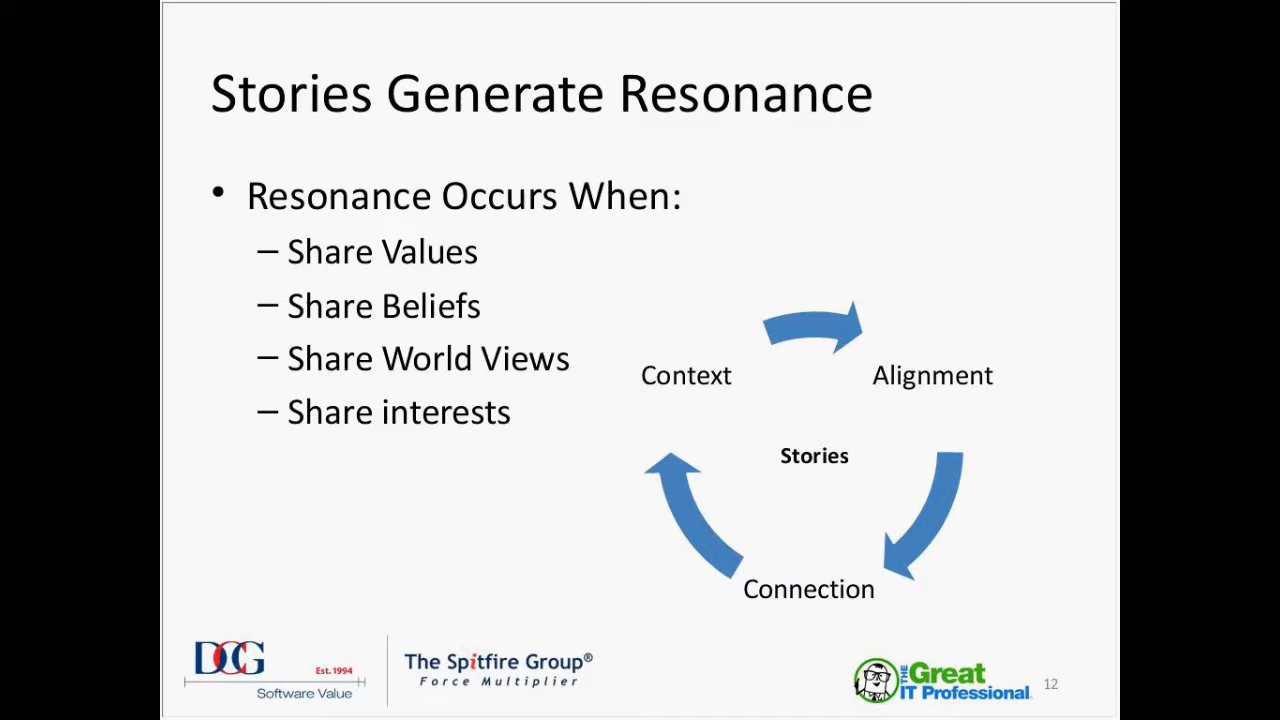 Stories Generate Resonance
• Resonance Occurs When:
– Share Values
– Share Beliefs
– Share World Views
– Share interests
Context
Alignment
Stories
Connection
DCG
Est. 1994
Software Value
The Spitfire Group®
Force Multiplier
THE Great
IT Professional
12